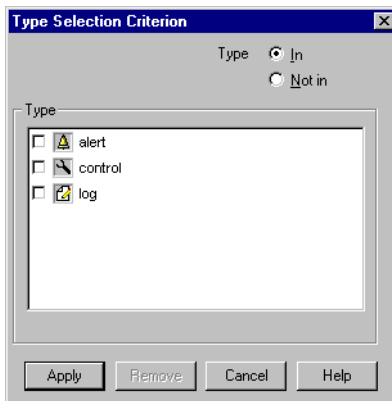 Type Selection Criterion
Type In
Not in
Type
alert
control
log
Apply Remove Cancel Help